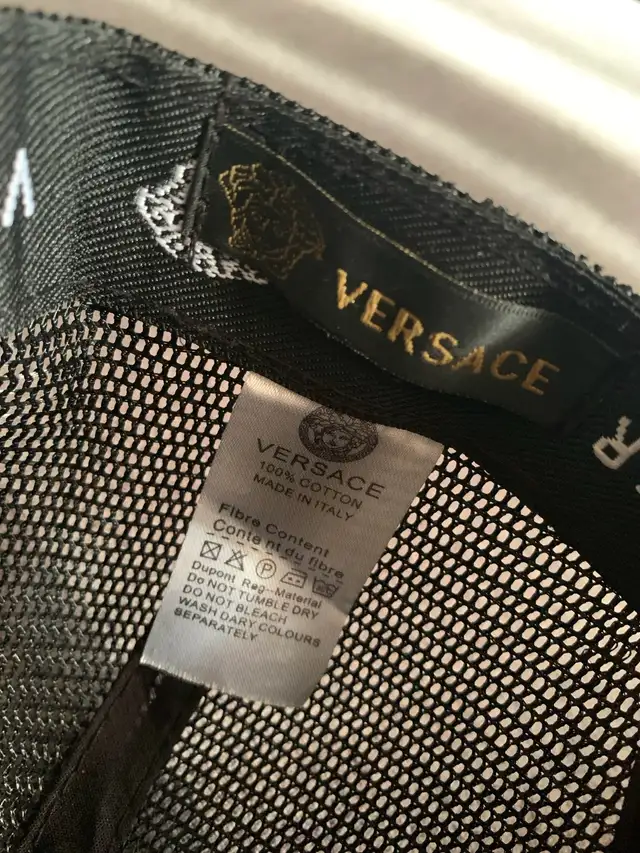 V
VERSACE
R
VERSACE
100% COTTON
MADE IN ITALY
Fibre Content
Conte nt du fibre
P
Dupont Reg--Material
Do NOT TUMBLE DRY
DO NOT BLEACH
WASH DARY COLOURS
SEPARATELY